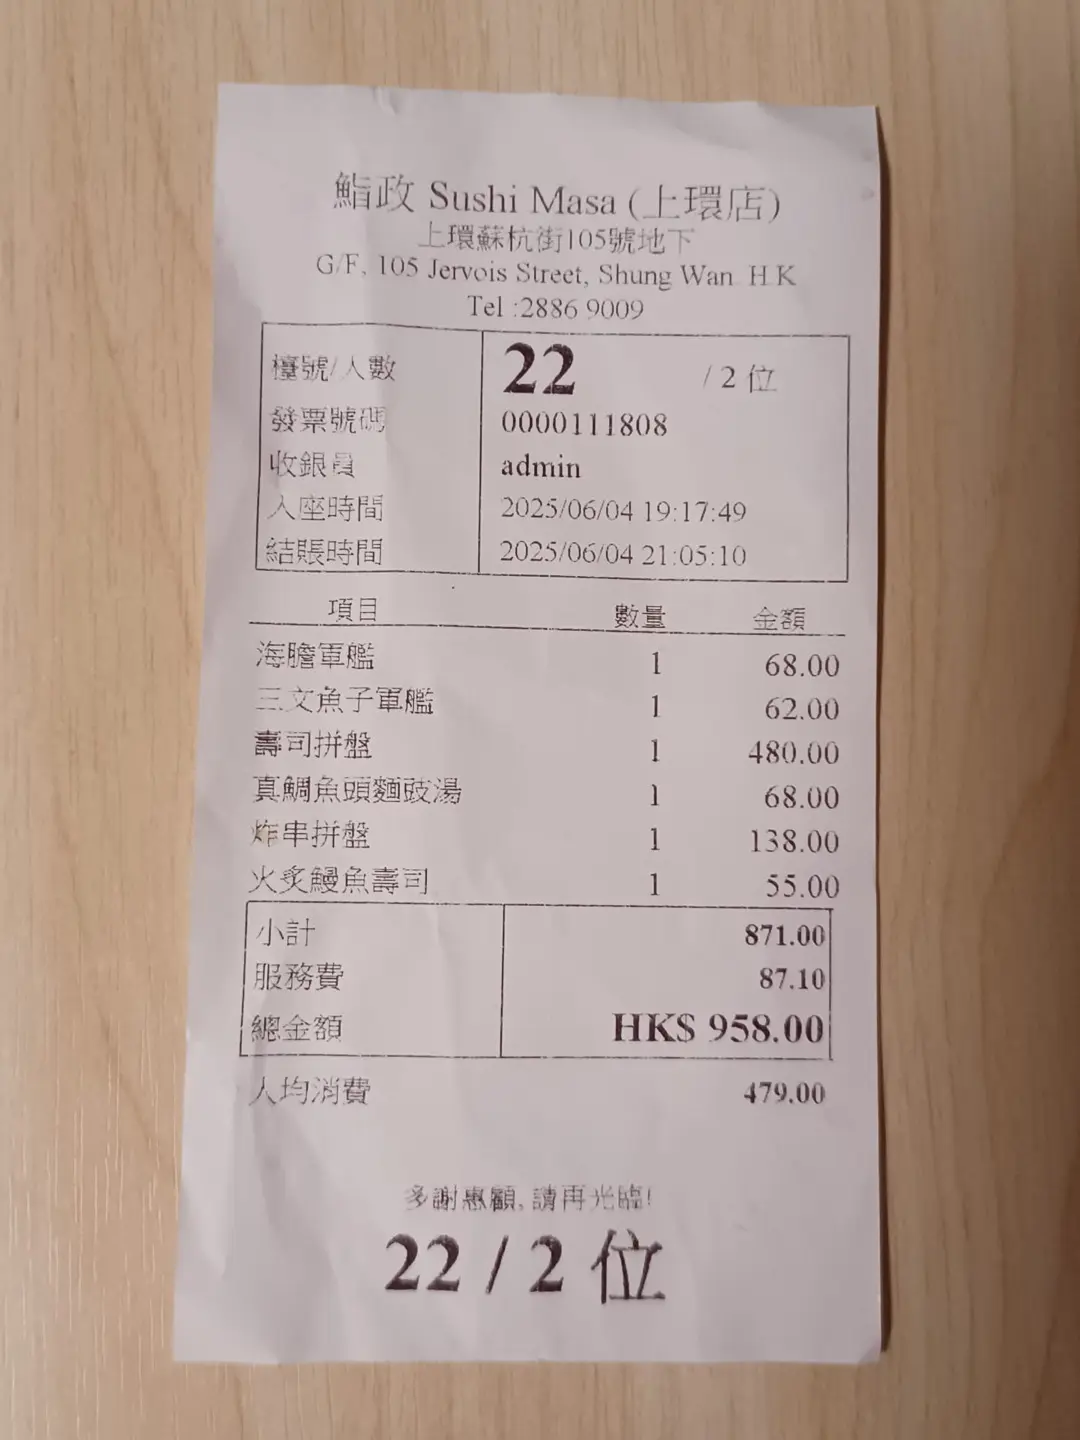 鮨政 Sushi Masa (上環店)
上環蘇杭街105號地下
G/F, 105 Jervois Street, Shung Wan H K
Tel :2886 9009
檯號/人數 22 / 2 位
發票號碼 0000111808
收銀員 admin
入座時間 2025/06/04 19:17:49
結賬時間 2025/06/04 21:05:10
項目 數量 金額
海膽軍艦 1 68.00
三文魚子軍艦 1 62.00
壽司拼盤 1 480.00
真鯛魚頭麵豉湯 1 68.00
炸串拼盤 1 138.00
火炙鰻魚壽司 1 55.00
小計 871.00
服務費 87.10
總金額 HK$ 958.00
人均消費 479.00
多謝惠顧, 請再光臨!
22 / 2 位